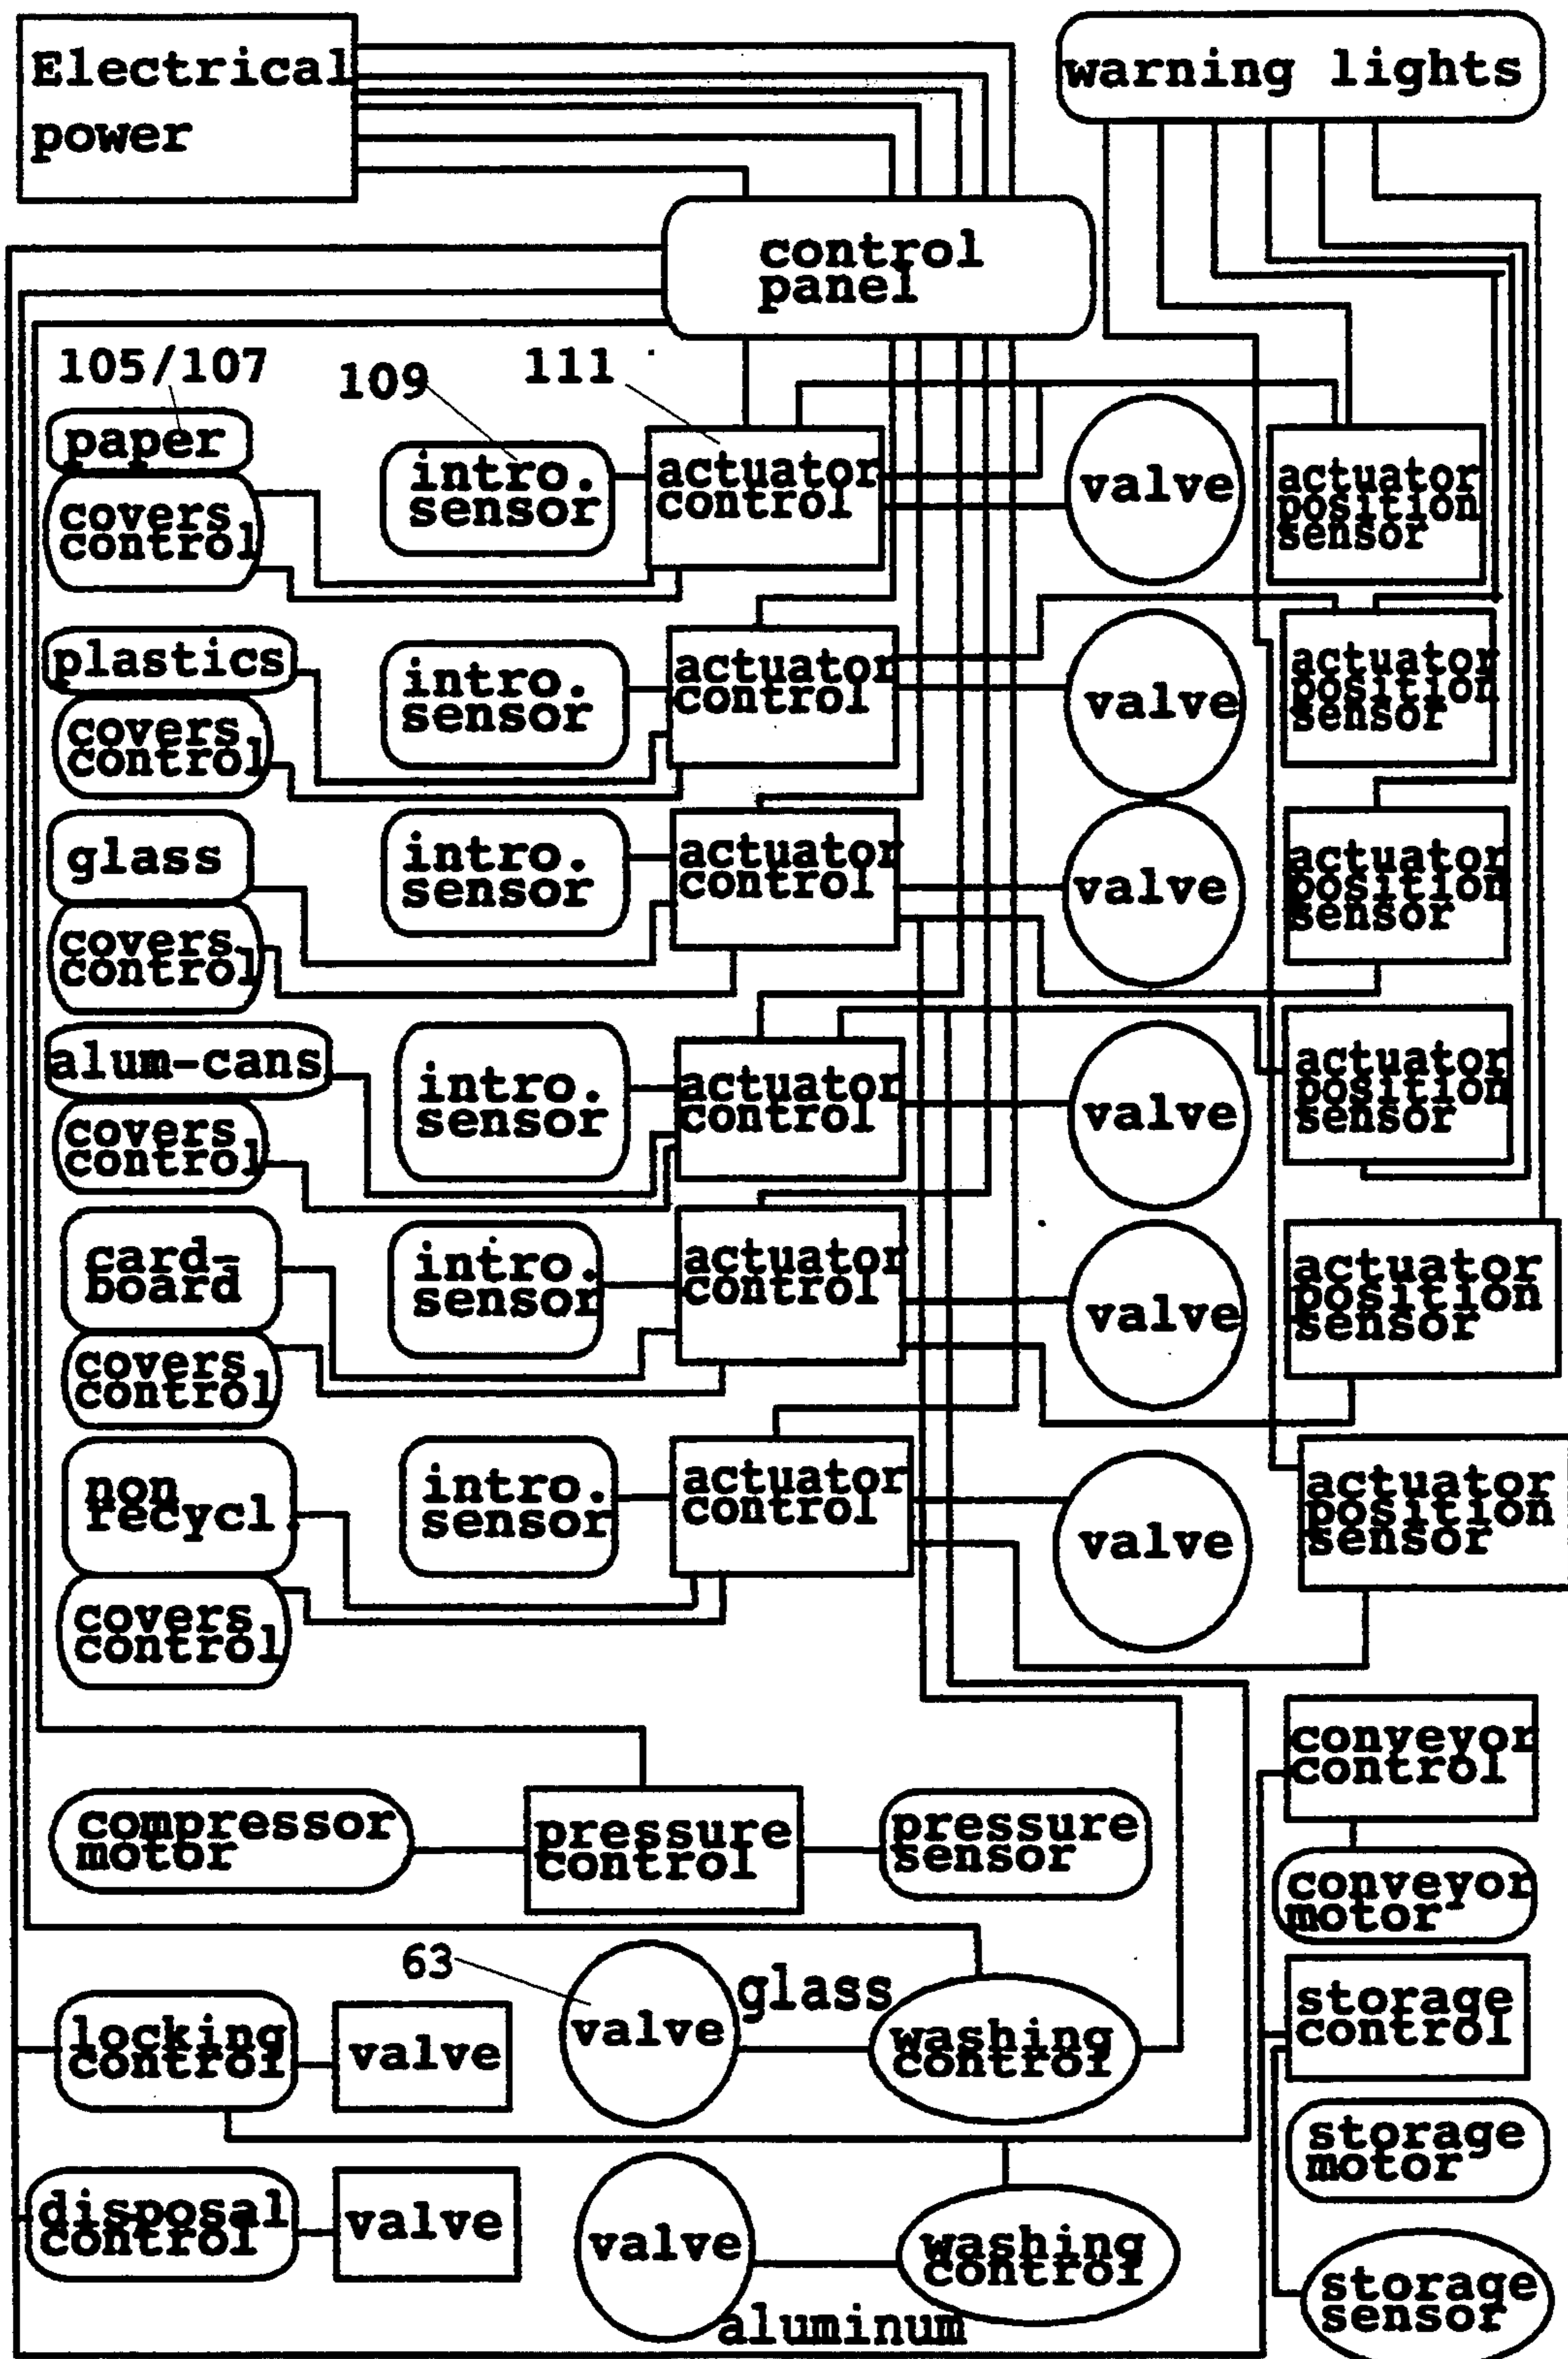 Electrical
power
warning lights
control
panel
105/107
109
111
paper
covers
control
intro.
sensor
actuator
control
valve
actuator
position
sensor
plastics
covers
control
intro.
sensor
actuator
control
valve
actuator
position
sensor
glass
covers
control
intro.
sensor
actuator
control
valve
actuator
position
sensor
alum-cans
covers
control
intro.
sensor
actuator
control
valve
actuator
position
sensor
card-
board
covers
control
intro.
sensor
actuator
control
valve
actuator
position
sensor
non
recycl.
covers
control
intro.
sensor
actuator
control
valve
actuator
position
sensor
compressor
motor
pressure
control
pressure
sensor
conveyor
control
conveyor
motor
63
locking
control
valve
valve
glass
washing
control
storage
control
storage
motor
disposal
control
valve
valve
aluminum
washing
control
storage
sensor